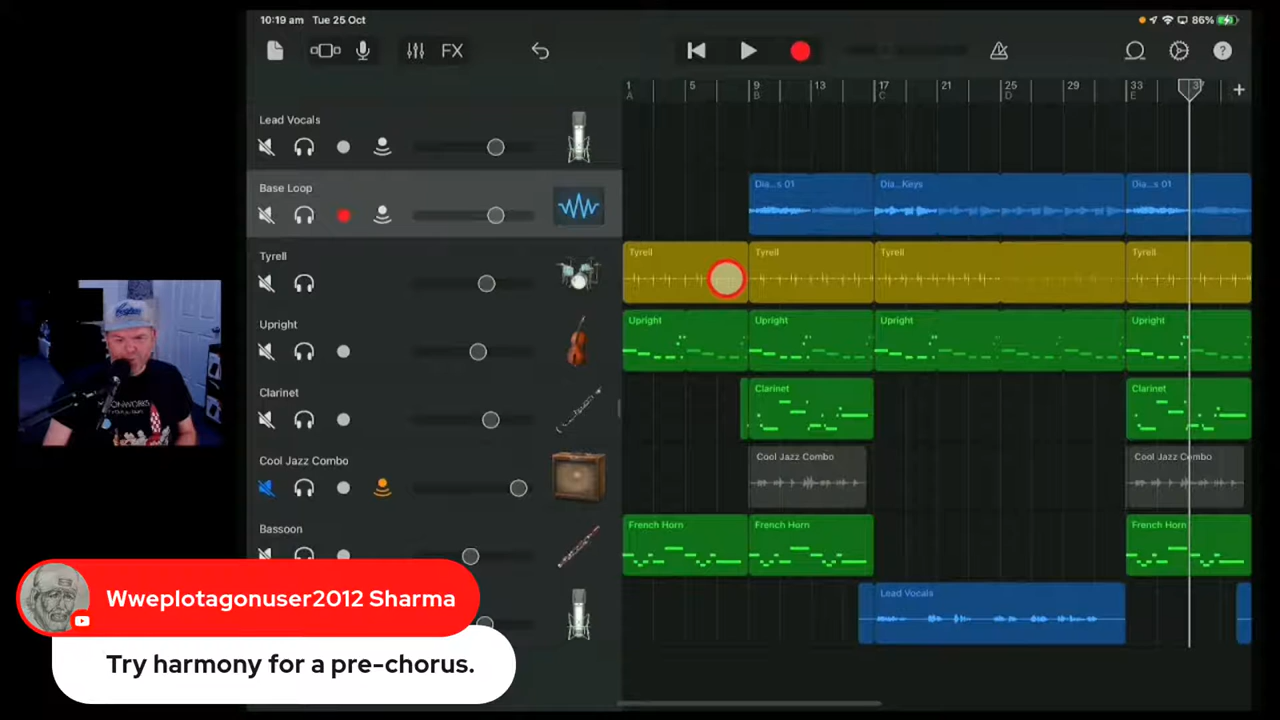 10:19 am Tue 25 Oct
86%
FX
1 5 9 13 17 21 25 29 33 37
A B C D E
Lead Vocals
Base Loop
Dia...s 01 Dia...Keys Dia...s 01
Tyrell
Tyrell Tyrell Tyrell Tyrell
Upright
Upright Upright Upright Upright
Clarinet
Clarinet Clarinet
Cool Jazz Combo
Cool Jazz Combo Cool Jazz Combo
Bassoon
French Horn French Horn French Horn
Lead Vocals
Wweplotagonuser2012 Sharma
Try harmony for a pre-chorus.